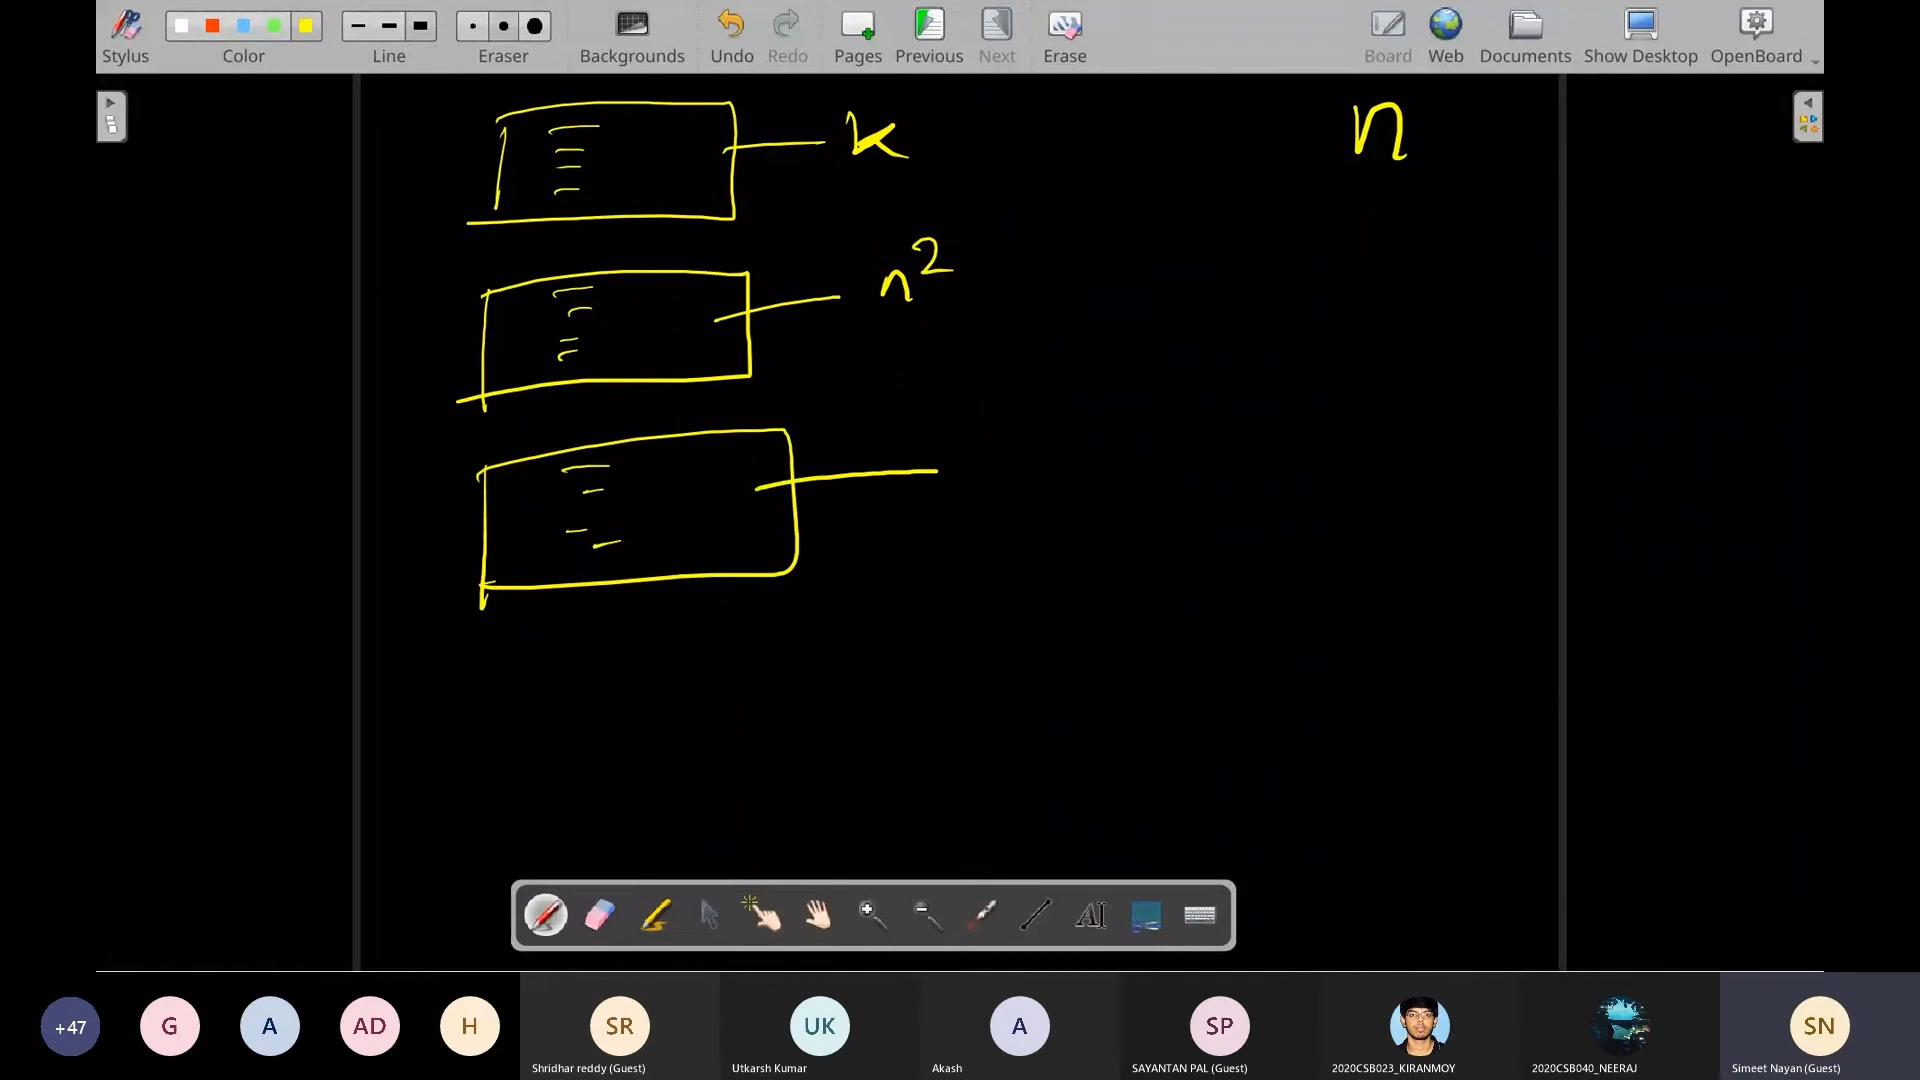 Stylus Color Line Eraser Backgrounds Undo Redo Pages Previous Next Erase Board Web Documents Show Desktop OpenBoard
k n
n²
AI
+47 G A AD H SR UK A SP SN
Shridhar reddy (Guest) Utkarsh Kumar Akash SAYANTAN PAL (Guest) 2020CSB023_KIRANMOY 2020CSB040_NEERAJ Simeet Nayan (Guest)